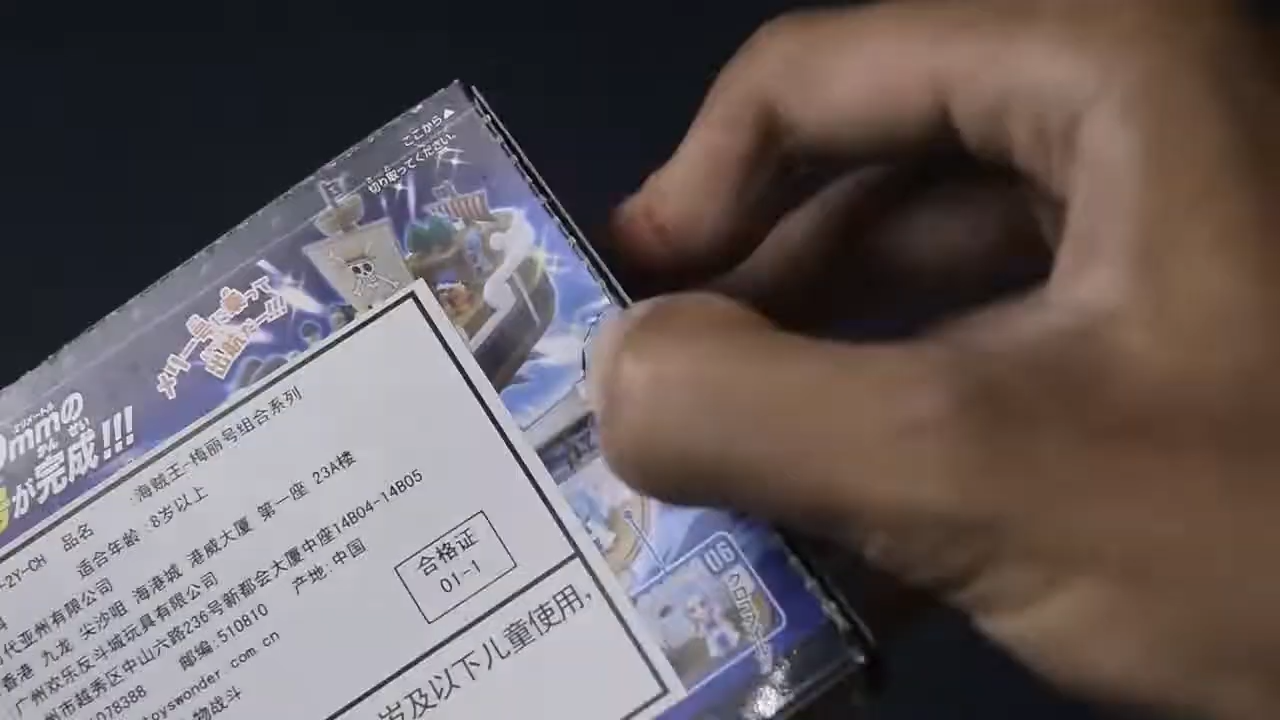 ここから▲
切り取ってください。
メリー号に乗って
出航だー!!!
mmの
が完成!!!
海贼王-梅丽号组合系列
-2Y-CH 品名
适合年龄:8岁以上
代亚州有限公司
香港 九龙 尖沙咀 海港城 港威大厦 第一座 23A楼
广州欢乐反斗城玩具有限公司
州市越秀区中山六路236号新都会大厦中座14B04-14B05
078388 邮编:510810 产地:中国
toyswonder.com.cn
物战斗
合格证
01-1
岁及以下儿童使用,
06